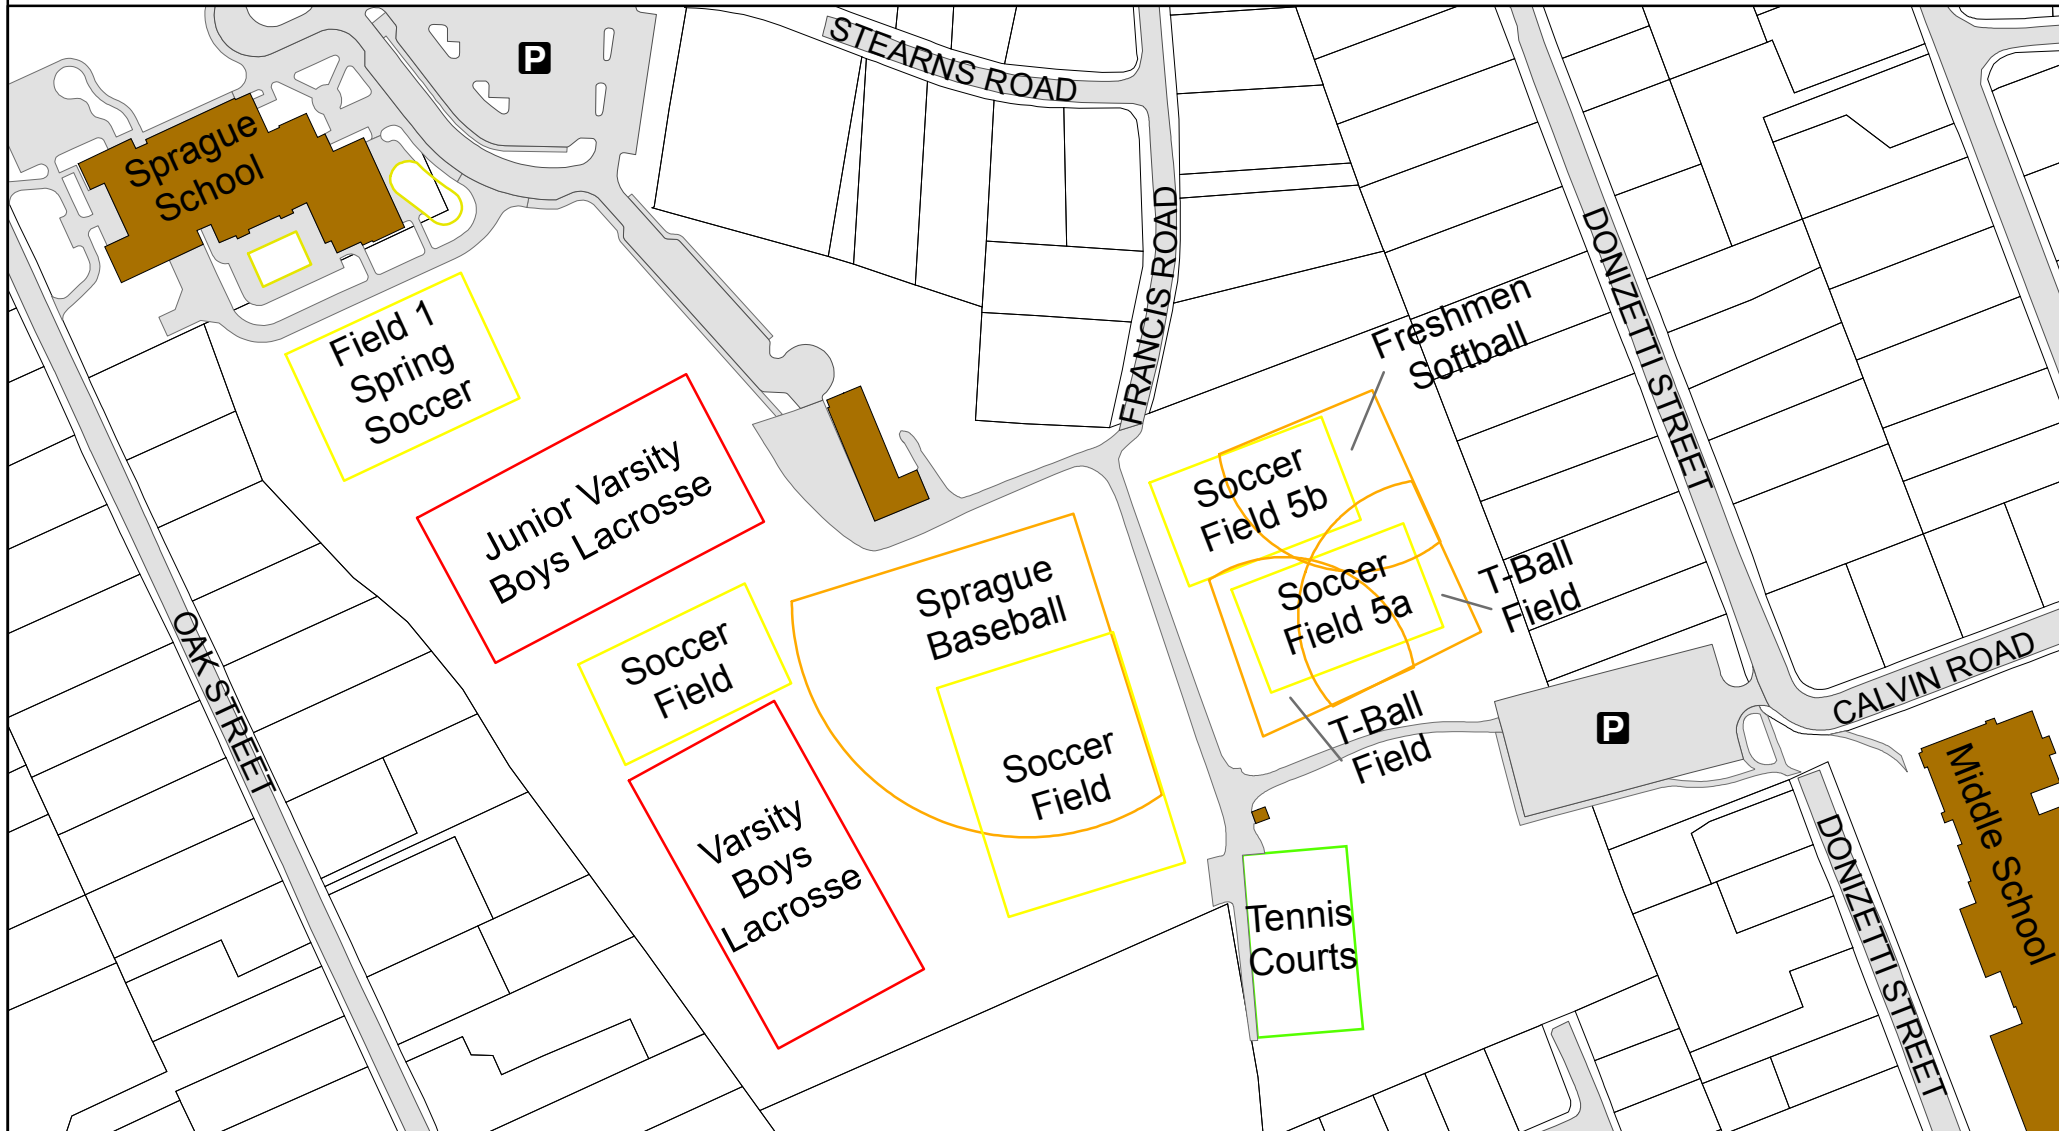 P
STEARNS ROAD
Sprague
School
FRANCIS ROAD
DONIZETTI STREET
Field 1
Spring
Soccer
Freshmen
Softball
Junior Varsity
Boys Lacrosse
Soccer
Field 5b
Sprague
Baseball
Soccer
Field 5a
T-Ball
Field
OAK STREET
Soccer
Field
T-Ball
Field
CALVIN ROAD
P
Soccer
Field
Middle School
Varsity
Boys
Lacrosse
DONIZETTI STREET
Tennis
Courts